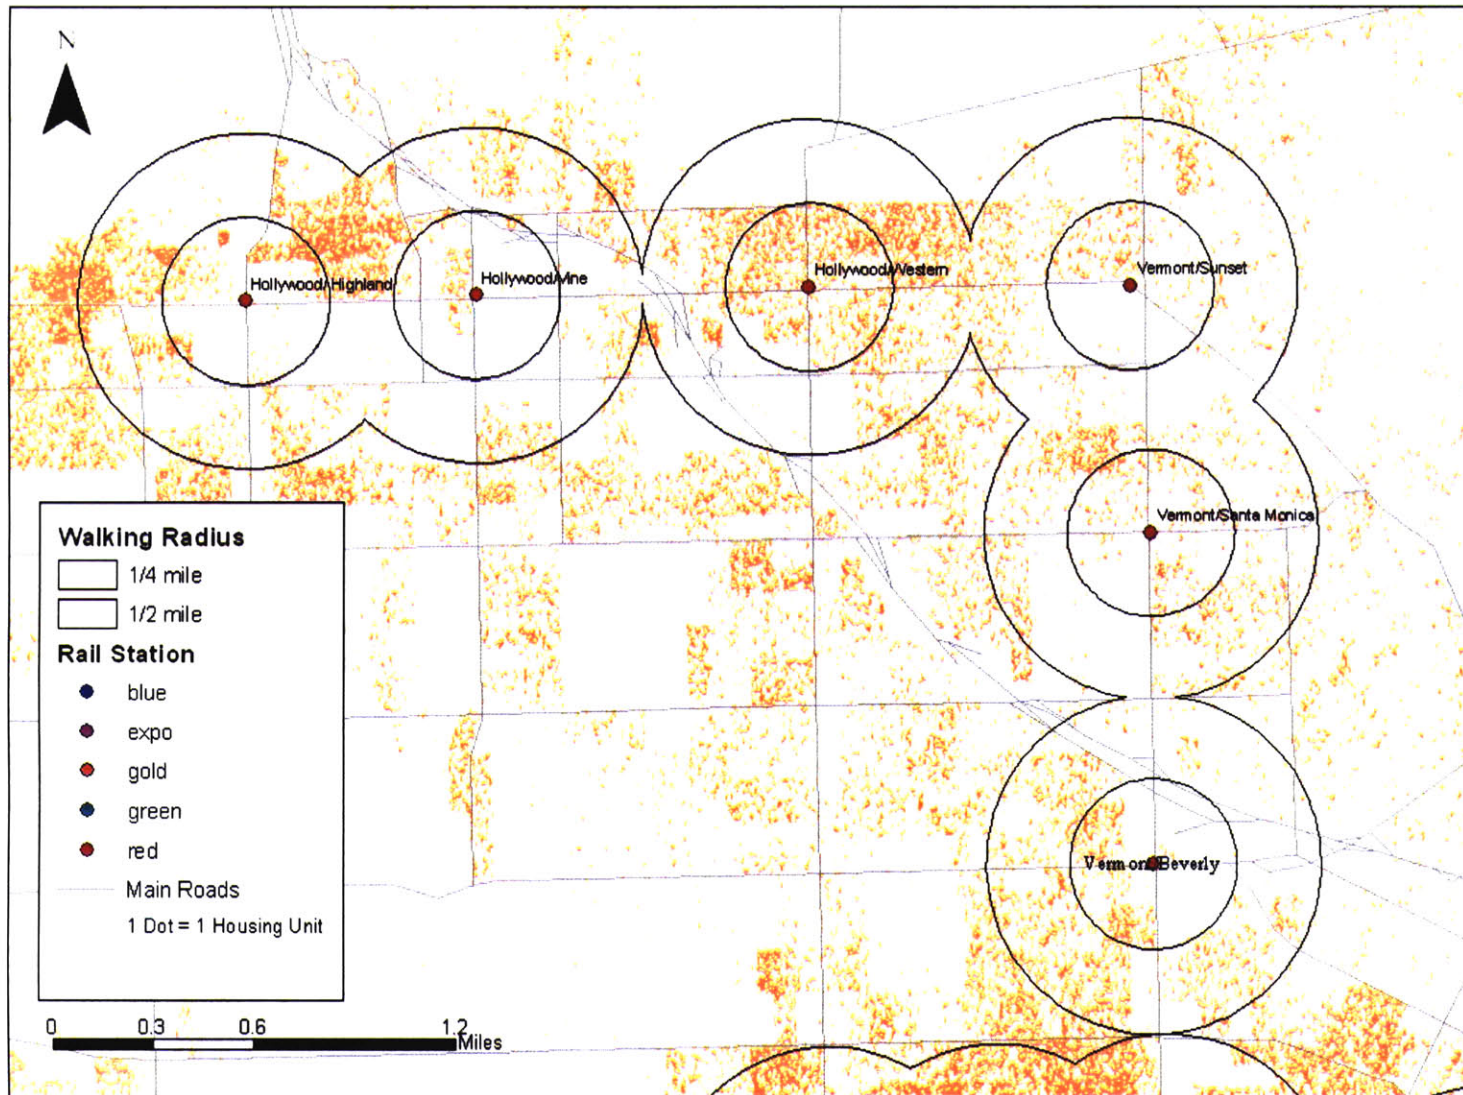 N
Hollywood/Highland
Hollywood/Vine
Hollywood/Western
Vermont/Sunset
Vermont/Santa Monica
Vermont/Beverly
Walking Radius
1/4 mile
1/2 mile
Rail Station
blue
expo
gold
green
red
Main Roads
1 Dot = 1 Housing Unit
0 0.3 0.6 1.2
Miles